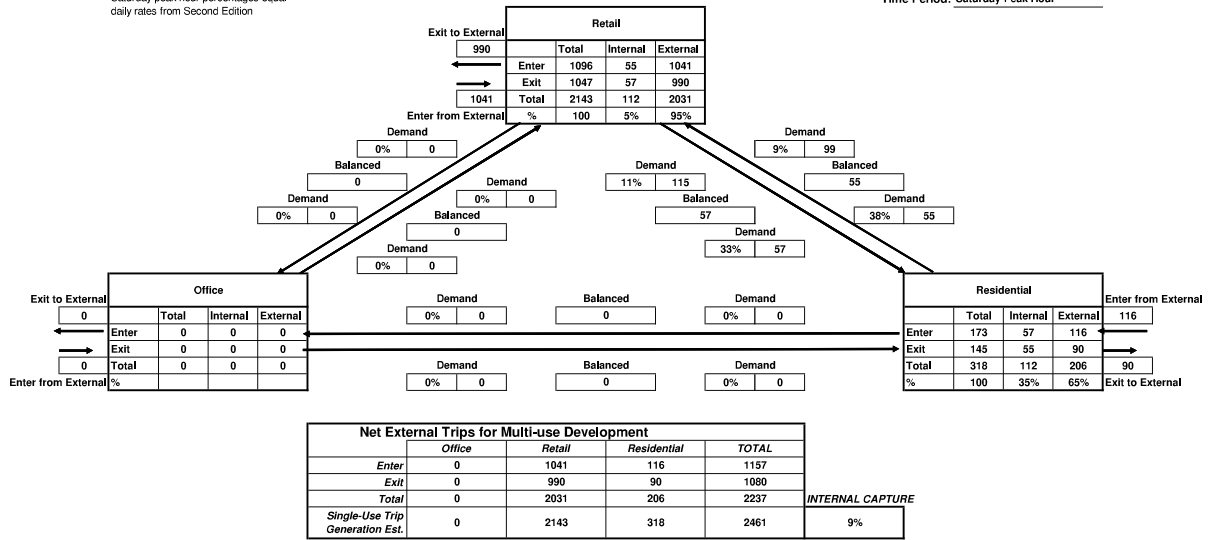 Saturday peak hour percentages equal
daily rates from Second Edition
Time Period: Saturday Peak Hour
Retail
Exit to External
990
Total Internal External
Enter 1096 55 1041
Exit 1047 57 990
1041
Total 2143 112 2031
Enter from External
% 100 5% 95%
Demand
0% 0
Balanced
0
Demand
0% 0
Demand
0% 0
Balanced
0
Demand
0% 0
Demand
11% 115
Balanced
57
Demand
33% 57
Demand
9% 99
Balanced
55
Demand
38% 55
Office
Exit to External
0
Total Internal External
Enter 0 0 0
Exit 0 0 0
0
Total 0 0 0
Enter from External
%
Demand Balanced Demand
0% 0 0 0% 0
Demand Balanced Demand
0% 0 0 0% 0
Residential
Enter from External
116
Total Internal External
Enter 173 57 116
Exit 145 55 90
Total 318 112 206
90
% 100 35% 65%
Exit to External
Net External Trips for Multi-use Development
Office Retail Residential TOTAL
Enter 0 1041 116 1157
Exit 0 990 90 1080
Total 0 2031 206 2237
INTERNAL CAPTURE
Single-Use Trip
Generation Est. 0 2143 318 2461 9%